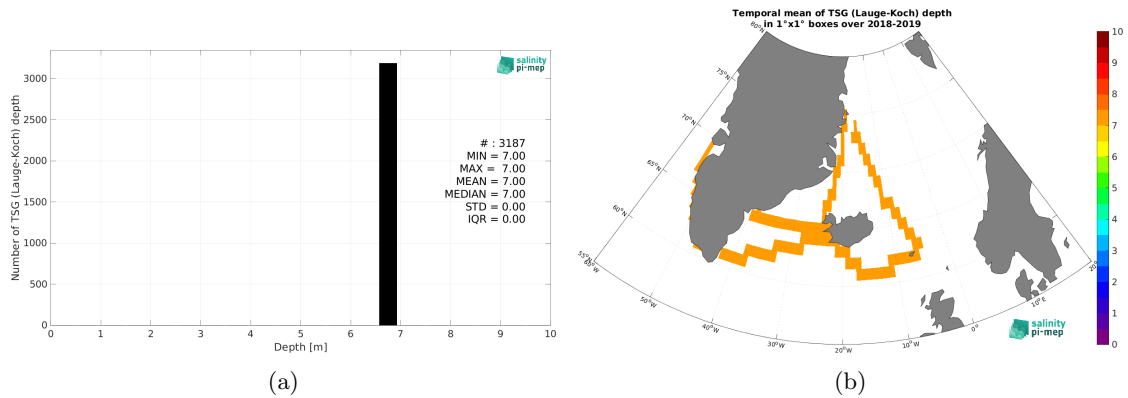 3000
2500
2000
1500
1000
500
0
Number of TSG (Lauge-Koch) depth
salinity
pi-mep
# : 3187
MIN = 7.00
MAX = 7.00
MEAN = 7.00
MEDIAN = 7.00
STD = 0.00
IQR = 0.00
0 1 2 3 4 5 6 7 8 9 10
Depth [m]
(a)
Temporal mean of TSG (Lauge-Koch) depth
in 1°x1° boxes over 2018-2019
80°N
75°N
70°N
65°N
60°N
55°N
60°W
50°W
40°W
30°W
20°W
10°W
0°
10°E
salinity
pi-mep
10
9
8
7
6
5
4
3
2
1
0
(b)